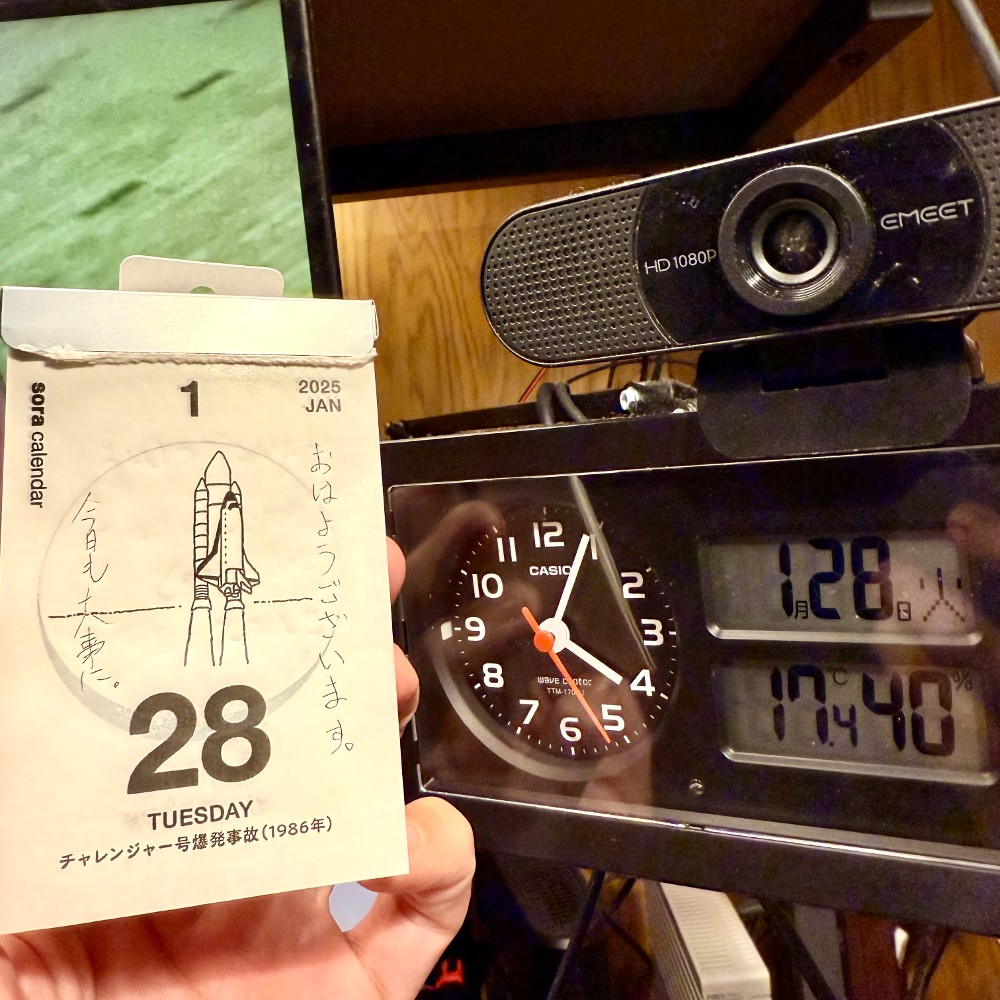 1
2025
JAN
sora calendar
おはようございます。
今日も大事に。
28
TUESDAY
チャレンジャー号爆発事故(1986年)
HD 1080P
EMEET
12
1
2
3
4
5
6
7
8
9
10
11
CASIO
wave ceptor
1月28日 火
17.4℃ 40%